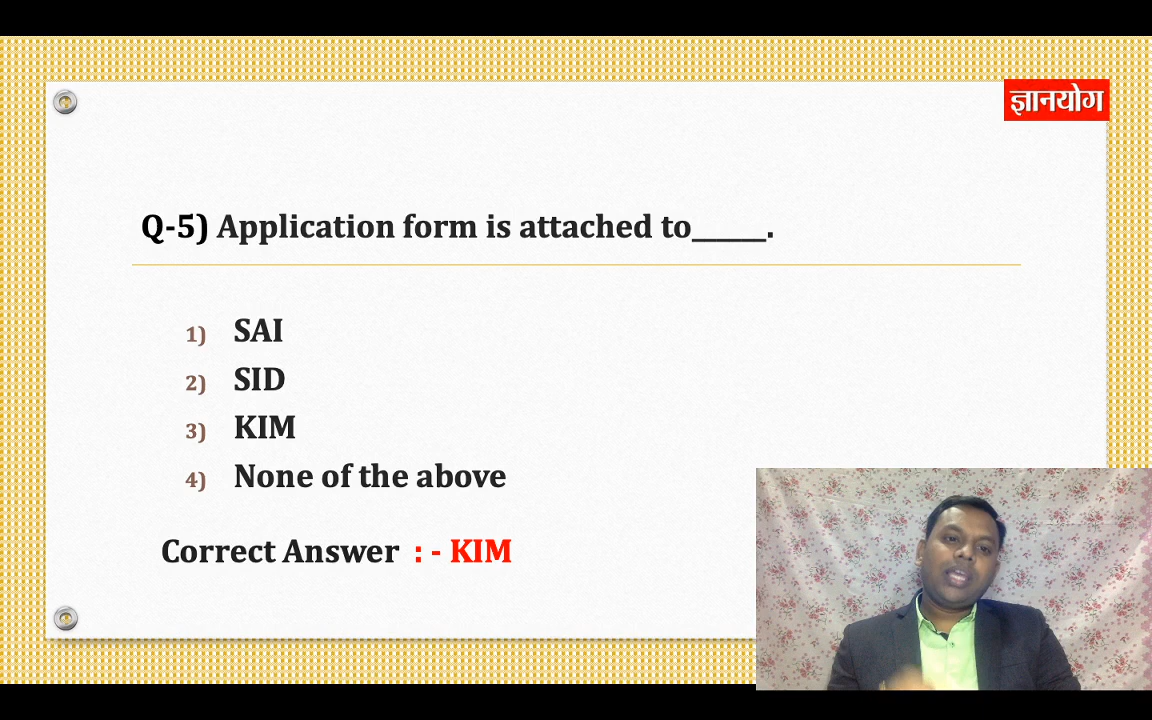 ज्ञानयोग
Q-5) Application form is attached to______.
1) SAI
2) SID
3) KIM
4) None of the above
Correct Answer : - KIM